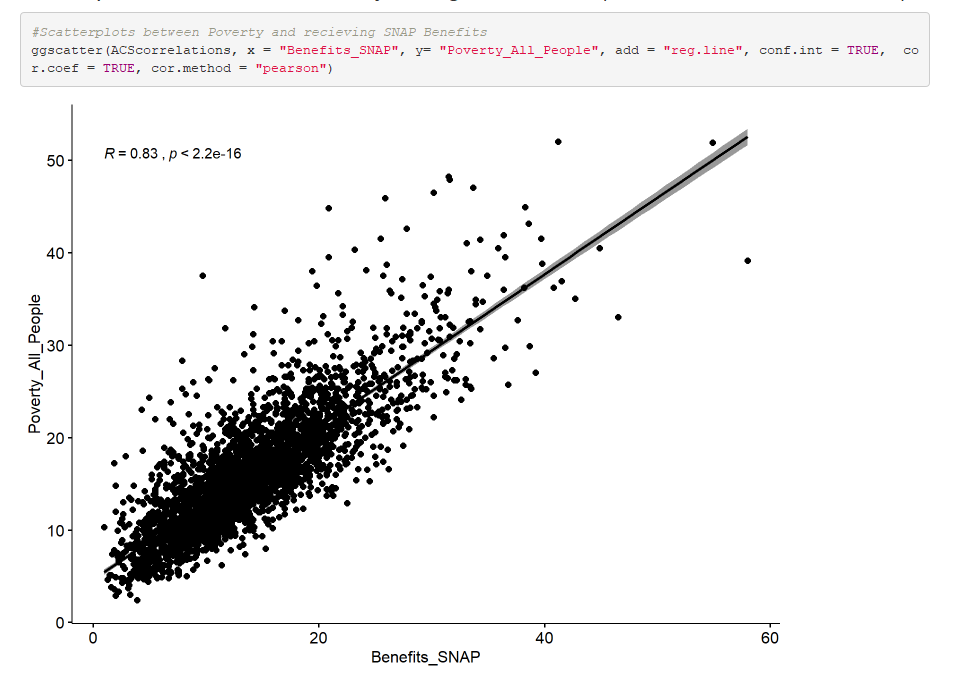 #Scatterplots between Poverty and recieving SNAP Benefits
ggscatter(ACScorrelations, x = "Benefits_SNAP", y= "Poverty_All_People", add = "reg.line", conf.int = TRUE,  co
r.coef = TRUE, cor.method = "pearson")
R = 0.83 , p < 2.2e-16
50
40
30
20
10
0
Poverty_All_People
0 20 40 60
Benefits_SNAP